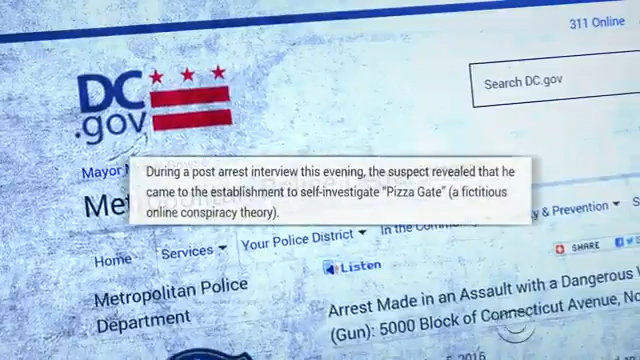 311 Online
DC
.gov
Search DC.gov
Mayor
During a post arrest interview this evening, the suspect revealed that he
came to the establishment to self-investigate “Pizza Gate” (a fictitious
online conspiracy theory).
Met
& Prevention
Home
Services
Your Police District
In the
SHARE
Listen
Metropolitan Police
Department
Arrest Made in an Assault with a Dangerous
(Gun): 5000 Block of Connecticut Avenue,